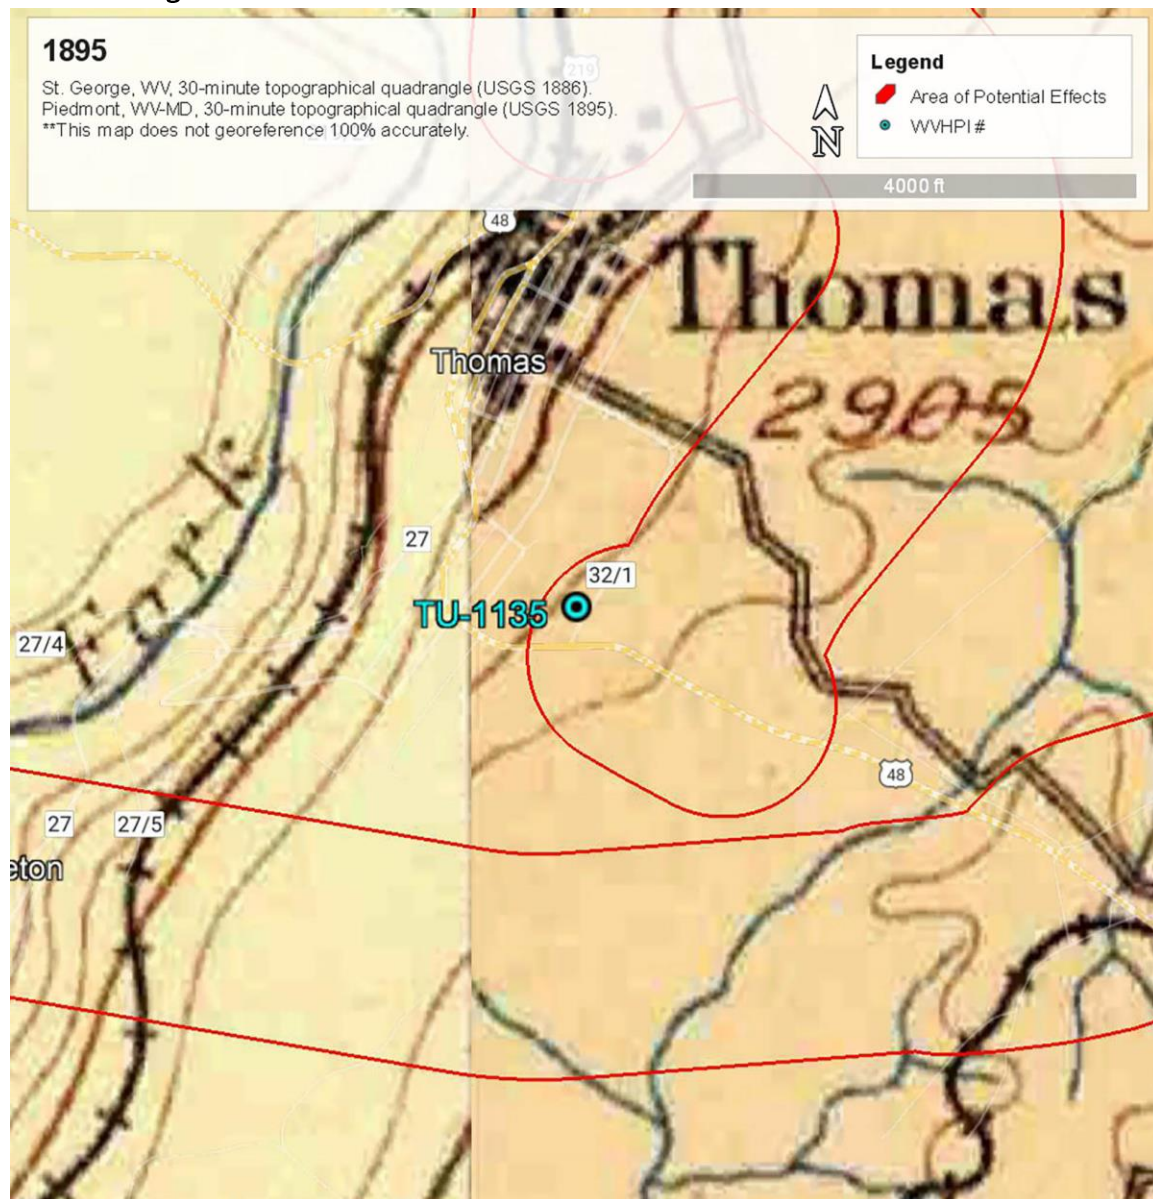 1895
St. George, WV, 30-minute topographical quadrangle (USGS 1886).
Piedmont, WV-MD, 30-minute topographical quadrangle (USGS 1895).
**This map does not georeference 100% accurately.
219
N
Legend
Area of Potential Effects
WVHPI #
4000 ft
48
Thomas
Thomas
2905
Fork
27
32/1
TU-1135
27/4
48
27
27/5
eton